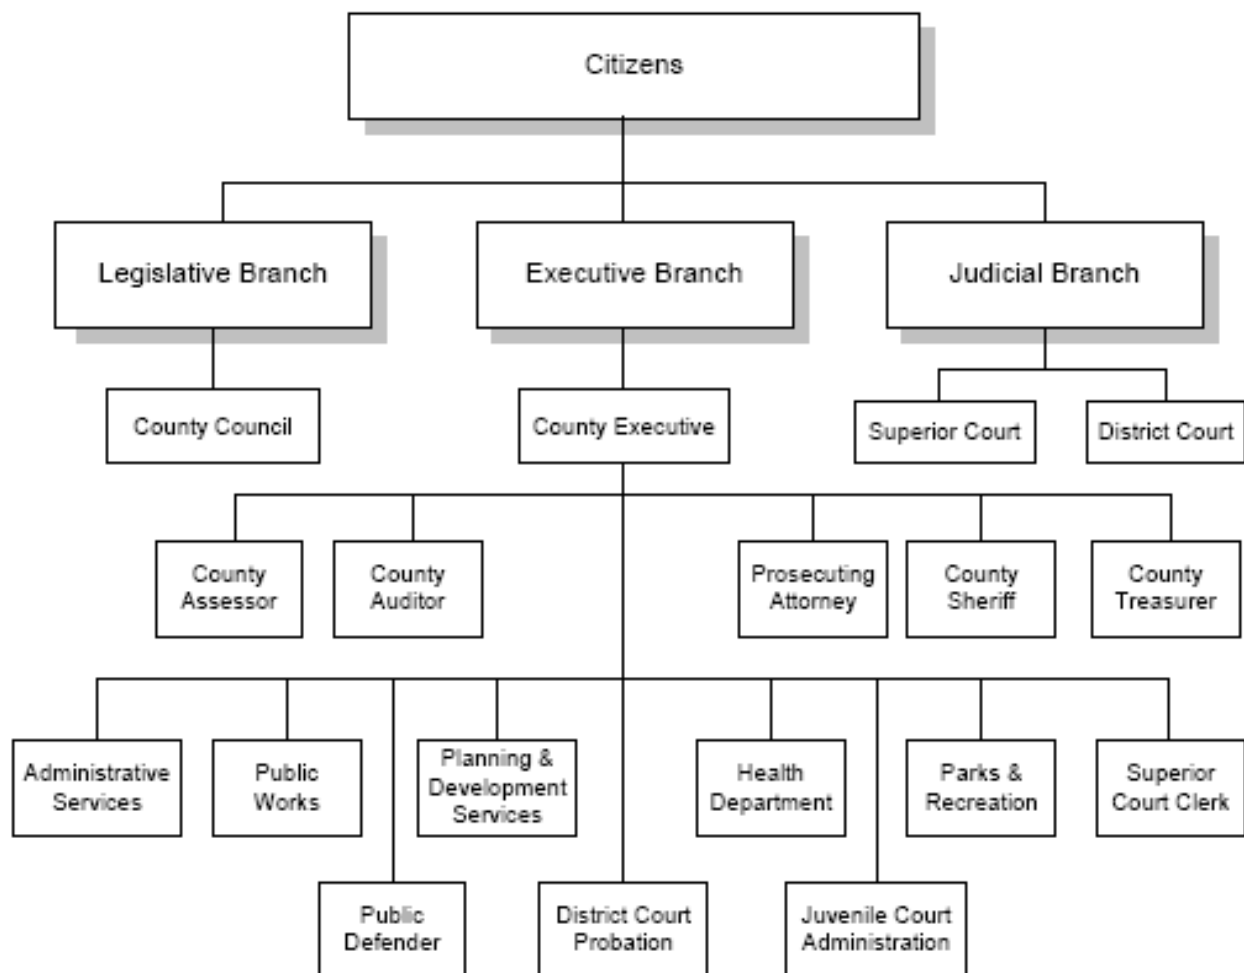 Citizens
Legislative Branch
Executive Branch
Judicial Branch
County Council
County Executive
Superior Court
District Court
County
Assessor
County
Auditor
Prosecuting
Attorney
County
Sheriff
County
Treasurer
Administrative
Services
Public
Works
Planning &
Development
Services
Health
Department
Parks &
Recreation
Superior
Court Clerk
Public
Defender
District Court
Probation
Juvenile Court
Administration